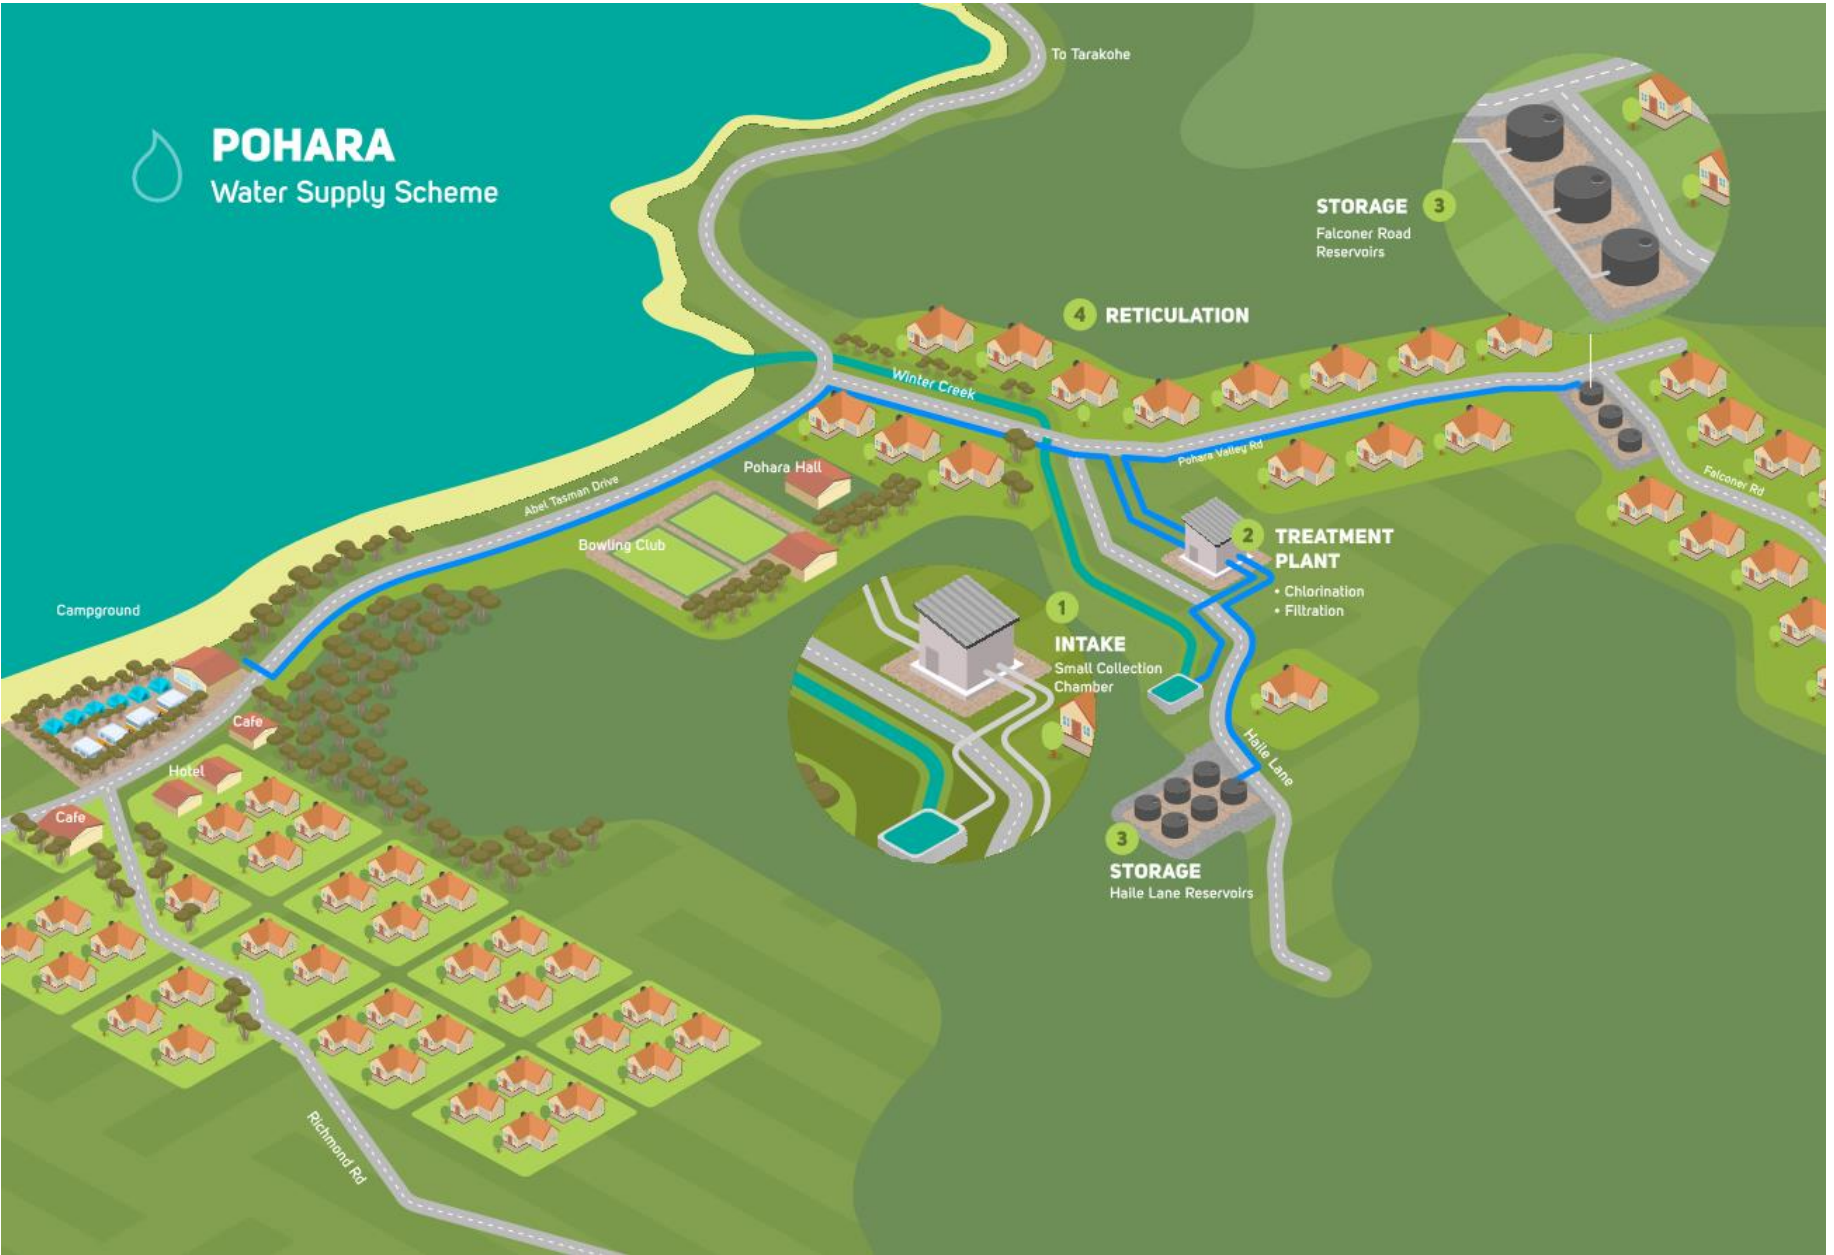 POHARA
Water Supply Scheme
To Tarakohe
STORAGE 3
Falconer Road
Reservoirs
4 RETICULATION
Winter Creek
Pohara Valley Rd
Falconer Rd
Pohara Hall
Abel Tasman Drive
Bowling Club
2 TREATMENT
PLANT
• Chlorination
• Filtration
1
INTAKE
Small Collection
Chamber
Campground
Cafe
Hotel
Cafe
Haile Lane
3
STORAGE
Haile Lane Reservoirs
Richmond Rd